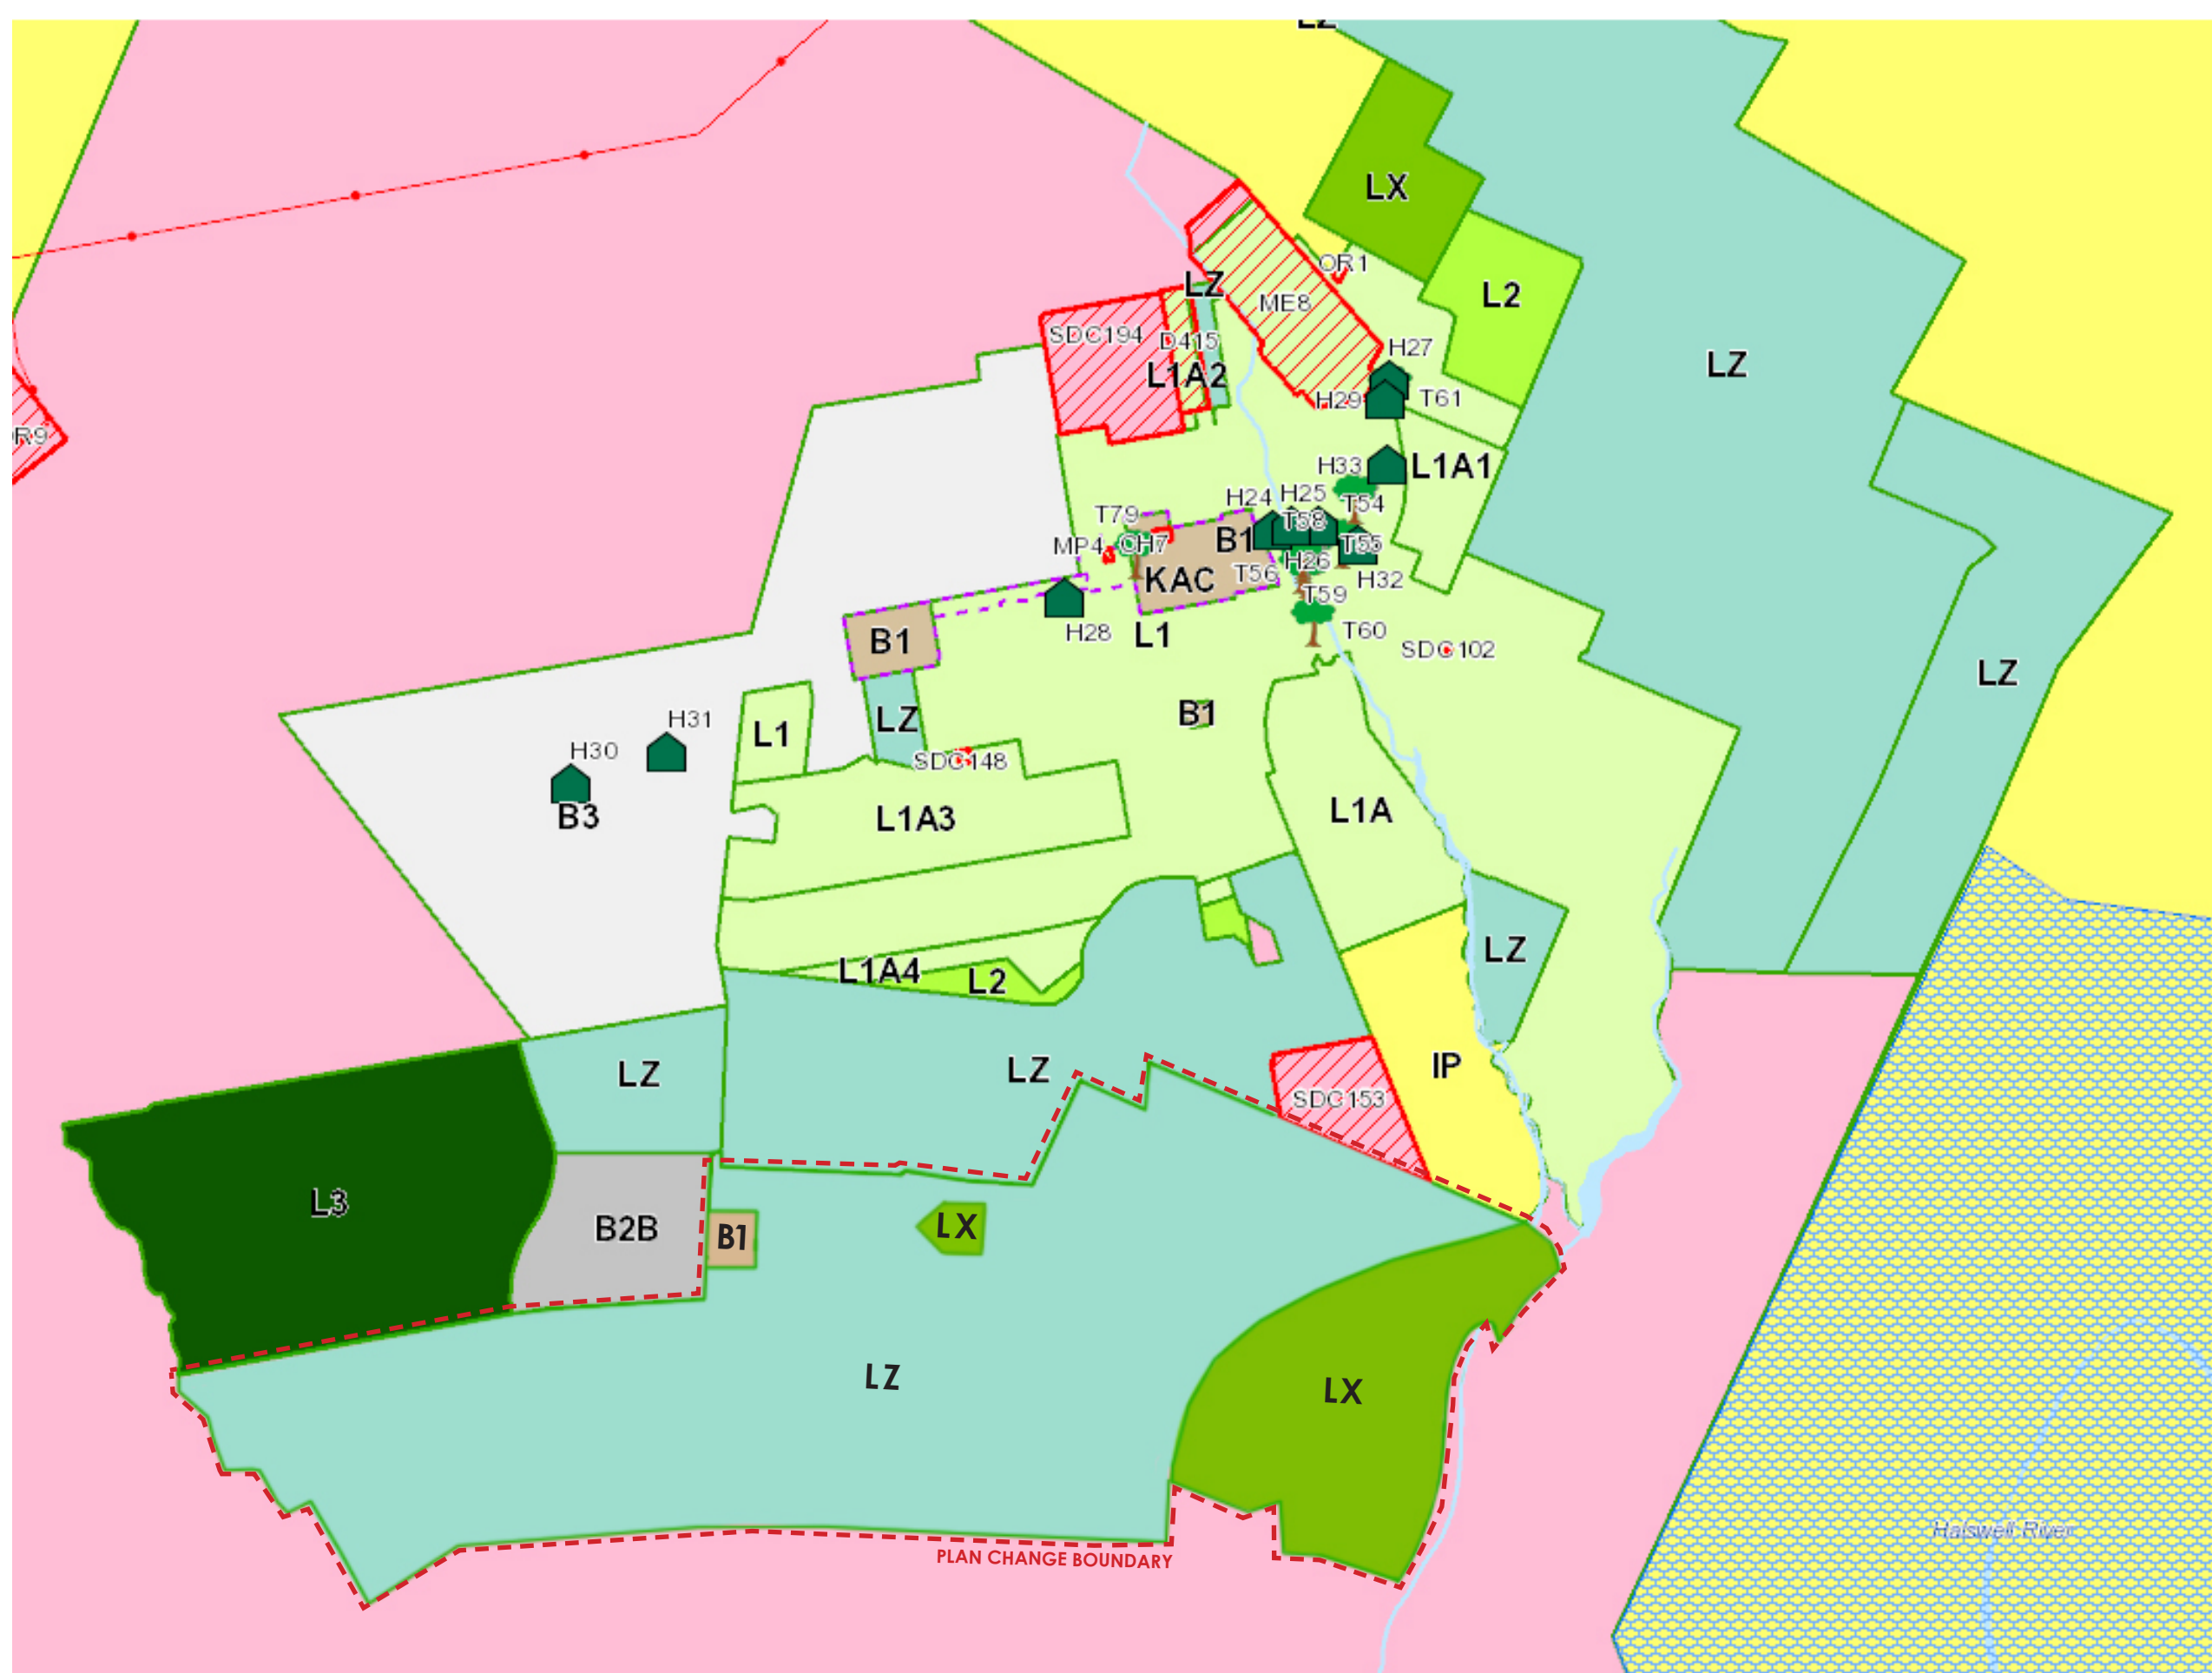 LZ
LX
OR1
LZ
ME8
L2
SDC194
D415
H27
LZ
L1A2
H29
T61
R9
H33
L1A1
H24
H25
T54
T79
T58
MP4
CH7
B1
T55
KAC
T56
H26
H32
T59
B1
H28
L1
T60
SDC102
LZ
H31
L1
LZ
B1
H30
SDC148
B3
L1A3
L1A
L1A4
L2
LZ
LZ
LZ
IP
SDC153
L3
B2B
B1
LX
LZ
LX
Halswell River
PLAN CHANGE BOUNDARY